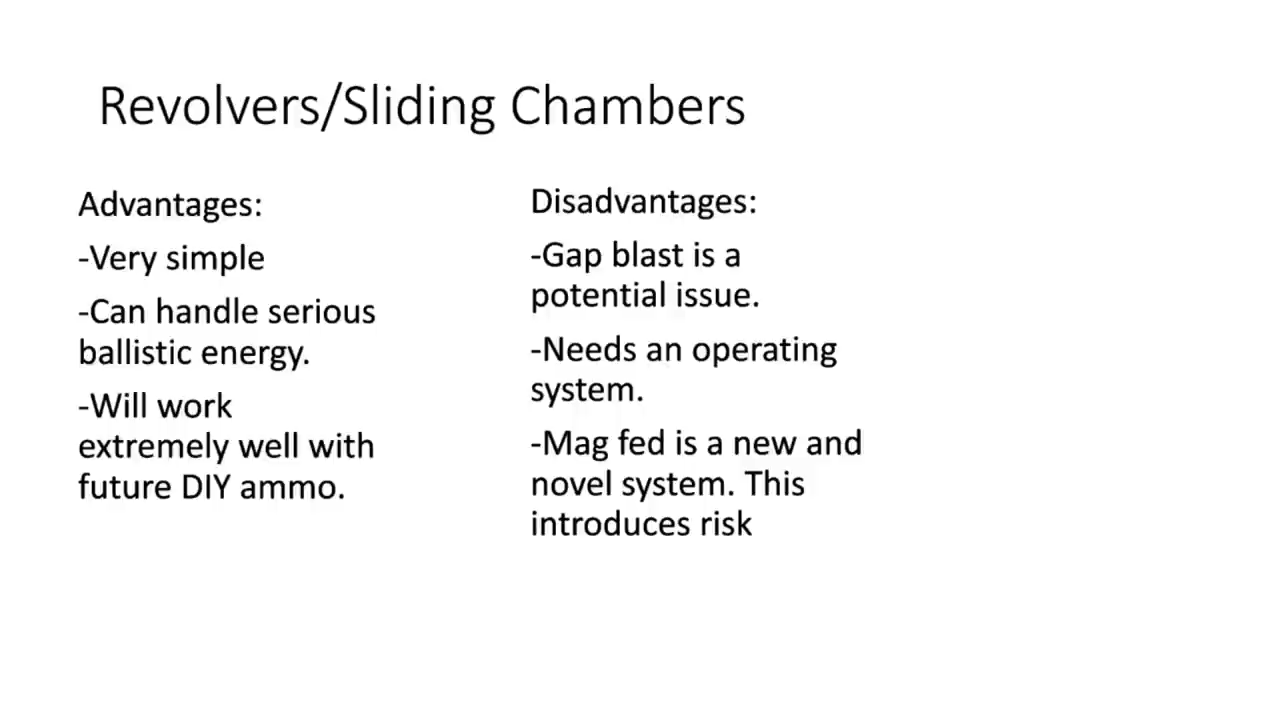 Revolvers/Sliding Chambers
Advantages:
-Very simple
-Can handle serious
ballistic energy.
-Will work
extremely well with
future DIY ammo.
Disadvantages:
-Gap blast is a
potential issue.
-Needs an operating
system.
-Mag fed is a new and
novel system. This
introduces risk